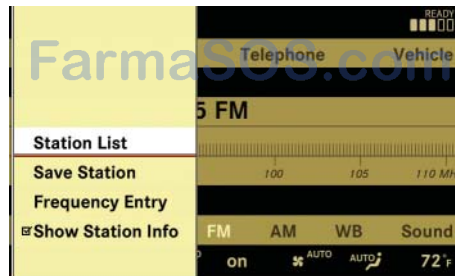 READY
Telephone Vehicle
FarmaSOS.com
5 FM
Station List
Save Station
100 105 110 MH
Frequency Entry
Show Station Info FM AM WB Sound
on AUTO AUTO 72°F